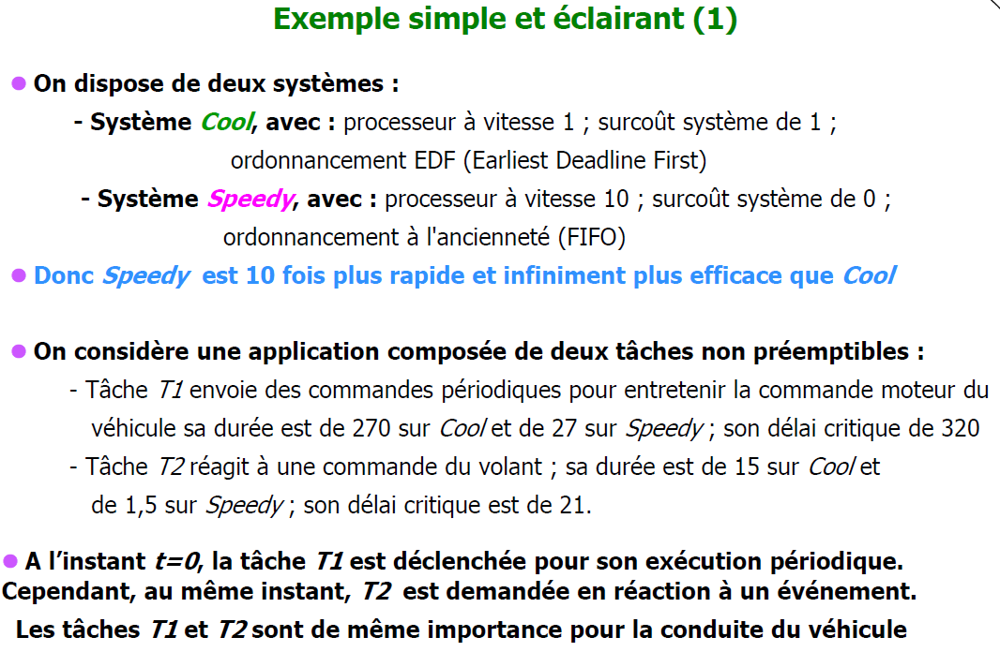 Exemple simple et éclairant (1)
● On dispose de deux systèmes :
- Système Cool, avec : processeur à vitesse 1 ; surcoût système de 1 ;
ordonnancement EDF (Earliest Deadline First)
- Système Speedy, avec : processeur à vitesse 10 ; surcoût système de 0 ;
ordonnancement à l'ancienneté (FIFO)
● Donc Speedy est 10 fois plus rapide et infiniment plus efficace que Cool
● On considère une application composée de deux tâches non préemptibles :
- Tâche T1 envoie des commandes périodiques pour entretenir la commande moteur du
véhicule sa durée est de 270 sur Cool et de 27 sur Speedy ; son délai critique de 320
- Tâche T2 réagit à une commande du volant ; sa durée est de 15 sur Cool et
de 1,5 sur Speedy ; son délai critique est de 21.
● A l’instant t=0, la tâche T1 est déclenchée pour son exécution périodique.
Cependant, au même instant, T2 est demandée en réaction à un événement.
Les tâches T1 et T2 sont de même importance pour la conduite du véhicule